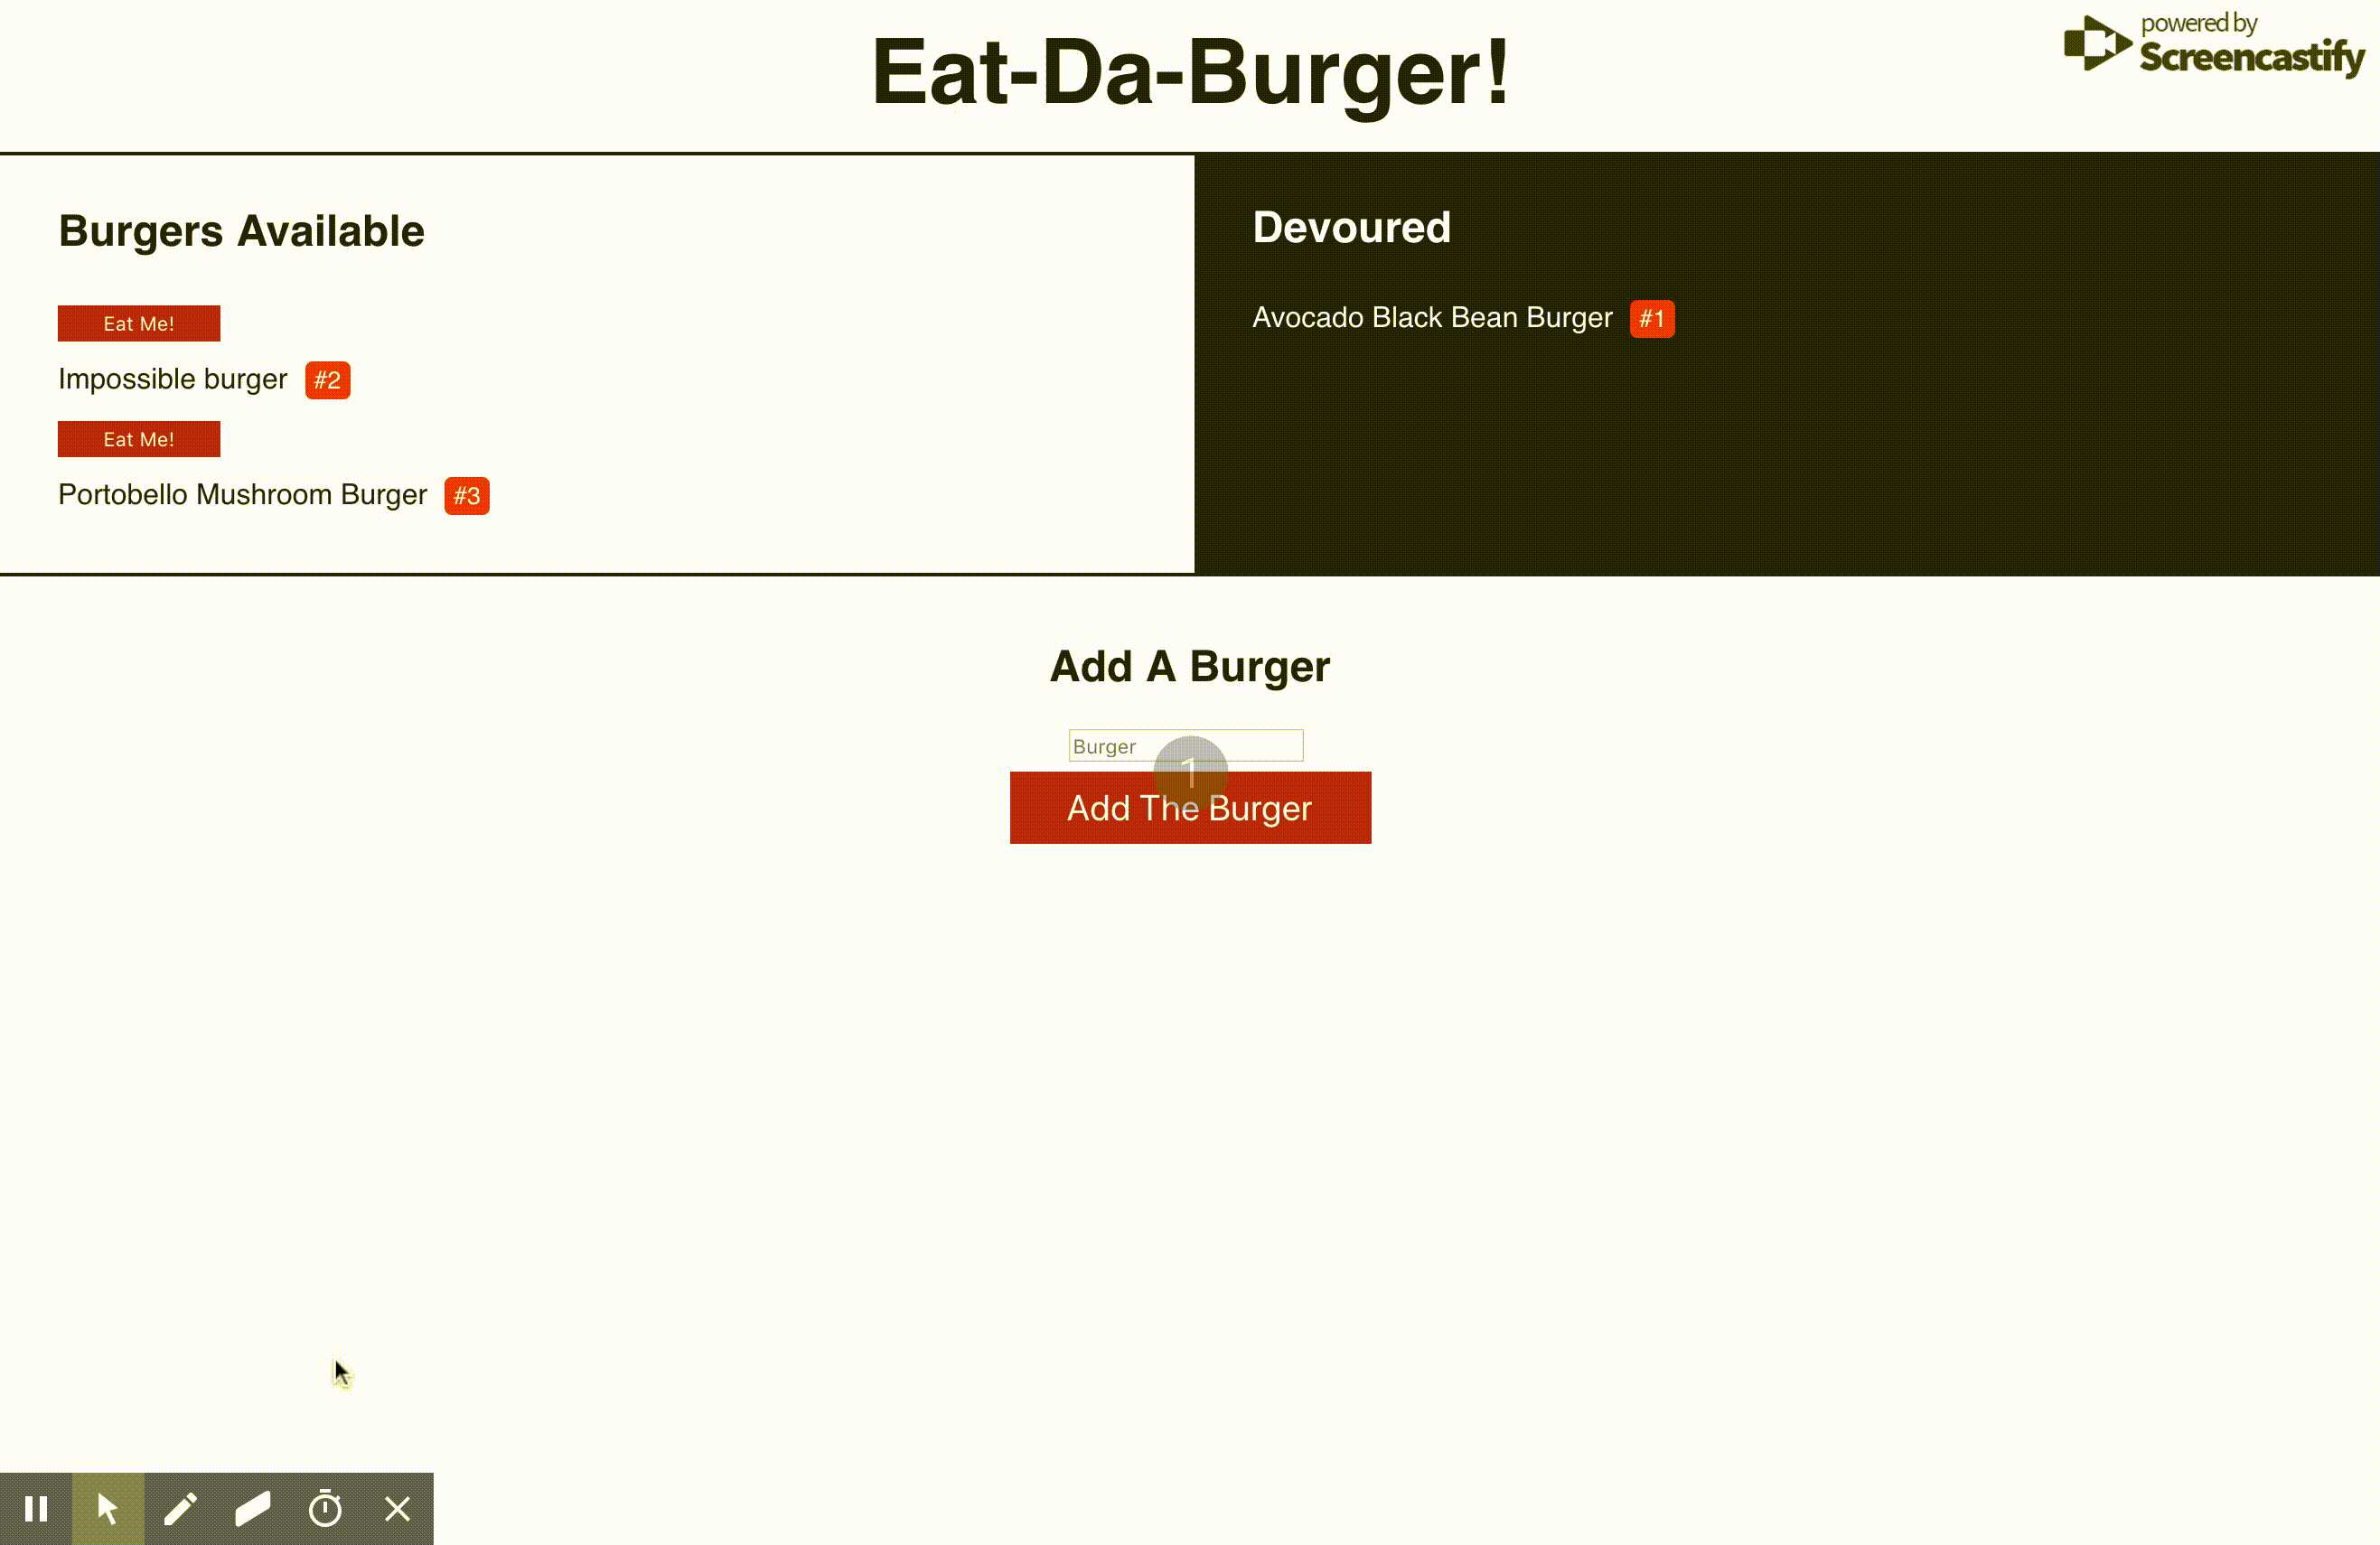 Eat-Da-Burger!
powered by
Screencastify
Burgers Available
Eat Me!
Impossible burger #2
Eat Me!
Portobello Mushroom Burger #3
Devoured
Avocado Black Bean Burger #1
Add A Burger
Burger
1
Add The Burger